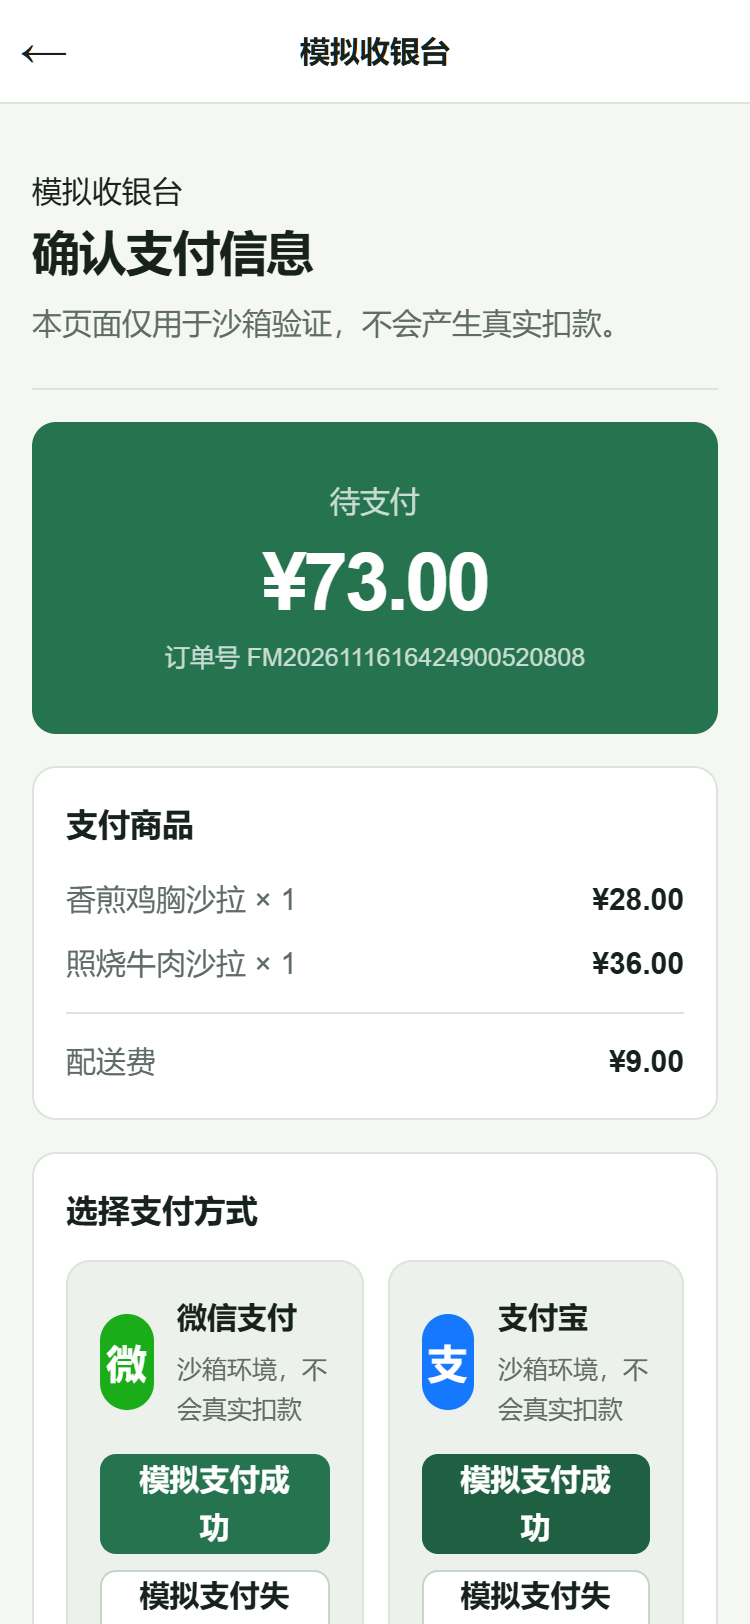 ←
模拟收银台
模拟收银台
确认支付信息
本页面仅用于沙箱验证，不会产生真实扣款。
待支付
¥73.00
订单号 FM2026111616424900520808
支付商品
香煎鸡胸沙拉 × 1 ¥28.00
照烧牛肉沙拉 × 1 ¥36.00
配送费 ¥9.00
选择支付方式
微
微信支付
沙箱环境，不
会真实扣款
模拟支付成
功
模拟支付失
支
支付宝
沙箱环境，不
会真实扣款
模拟支付成
功
模拟支付失